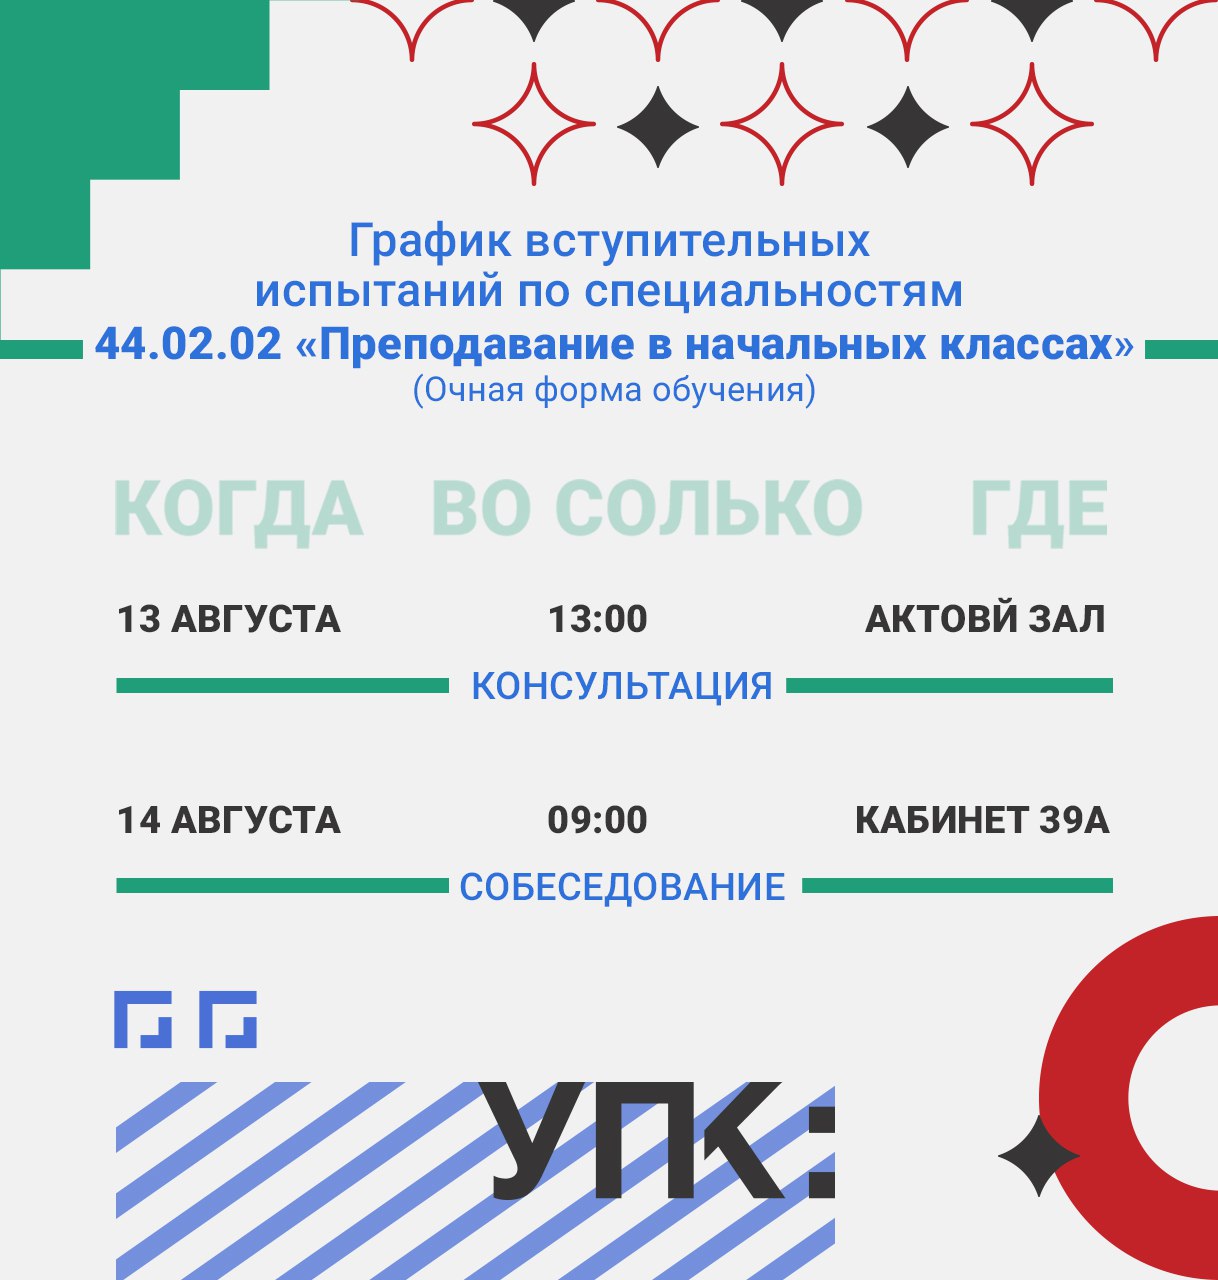 График вступительных
испытаний по специальностям
44.02.02 «Преподавание в начальных классах»
(Очная форма обучения)
КОГДА ВО СОЛЬКО ГДЕ
13 АВГУСТА 13:00 АКТОВЙ ЗАЛ
КОНСУЛЬТАЦИЯ
14 АВГУСТА 09:00 КАБИНЕТ 39А
СОБЕСЕДОВАНИЕ
УПК: